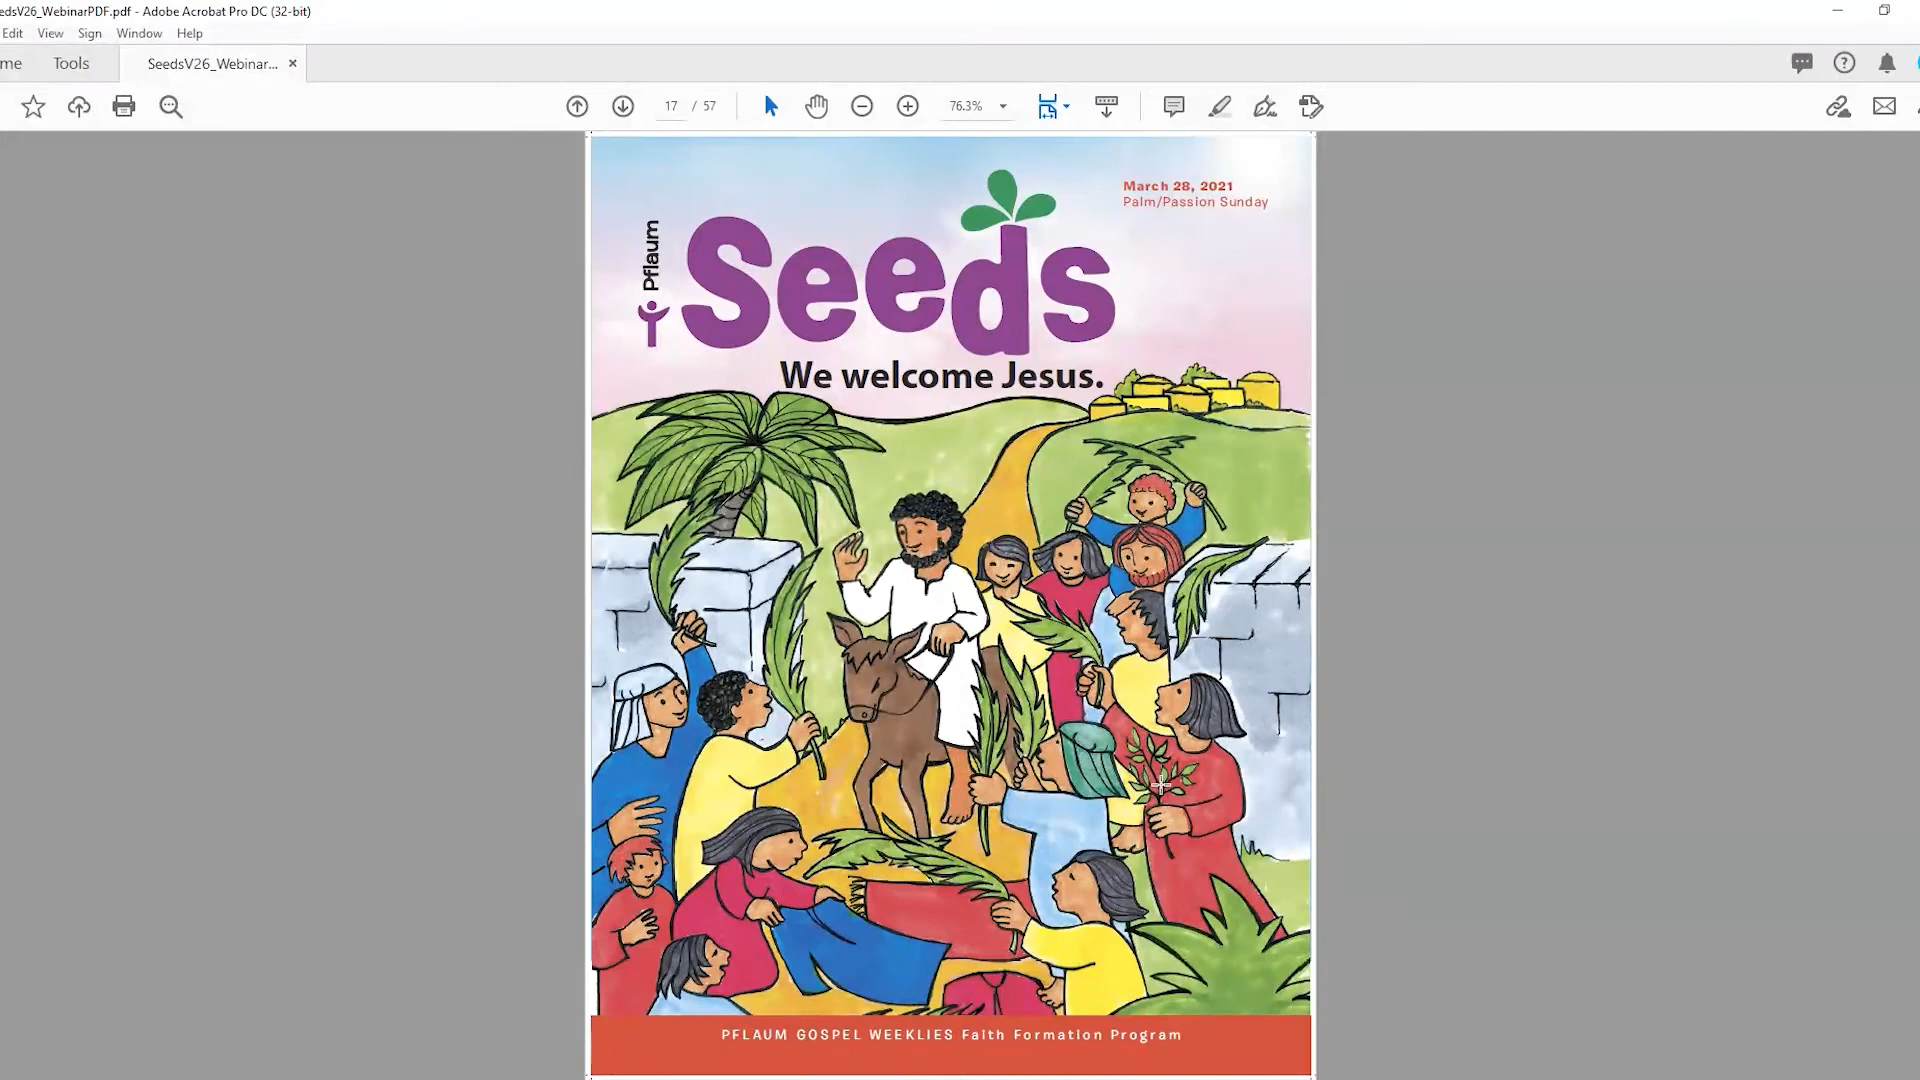 edsV26_WebinarPDF.pdf - Adobe Acrobat Pro DC (32-bit)
Edit View Sign Window Help
me Tools SeedsV26_Webinar... ×
17 / 57 76.3%
March 28, 2021
Palm/Passion Sunday
Pflaum
Seeds
We welcome Jesus.
PFLAUM GOSPEL WEEKLIES Faith Formation Program